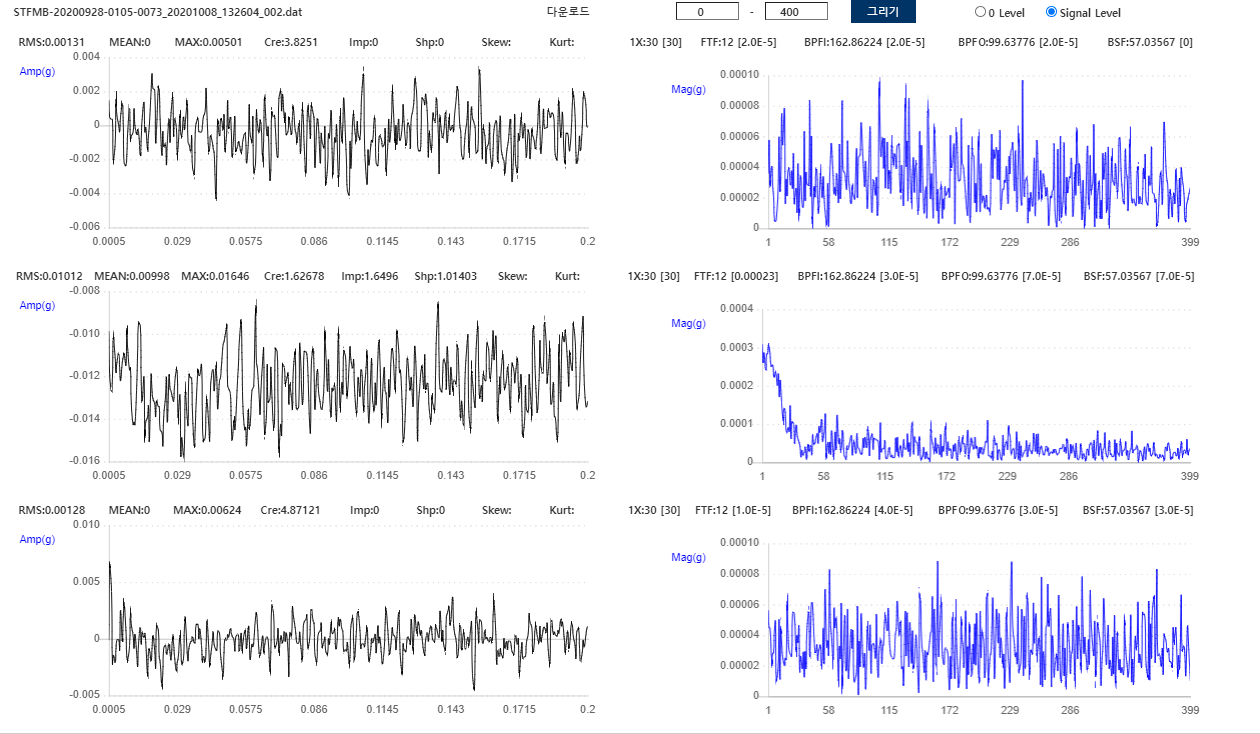 STFMB-20200928-0105-0073_20201008_132604_002.dat 다운로드 0 - 400 그리기 0 Level Signal Level
RMS:0.00131 MEAN:0 MAX:0.00501 Cre:3.8251 Imp:0 Shp:0 Skew: Kurt:
1X:30 [30] FTF:12 [2.0E-5] BPFI:162.86224 [2.0E-5] BPFO:99.63776 [2.0E-5] BSF:57.03567 [0]
Amp(g)
0.004
0.002
0
-0.002
-0.004
-0.006
0.0005 0.029 0.0575 0.086 0.1145 0.143 0.1715 0.2
Mag(g)
0.00010
0.00008
0.00006
0.00004
0.00002
0
1 58 115 172 229 286 399
RMS:0.01012 MEAN:0.00998 MAX:0.01646 Cre:1.62678 Imp:1.6496 Shp:1.01403 Skew: Kurt:
1X:30 [30] FTF:12 [0.00023] BPFI:162.86224 [3.0E-5] BPFO:99.63776 [7.0E-5] BSF:57.03567 [7.0E-5]
Amp(g)
-0.008
-0.010
-0.012
-0.014
-0.016
0.0005 0.029 0.0575 0.086 0.1145 0.143 0.1715 0.2
Mag(g)
0.0004
0.0003
0.0002
0.0001
0
1 58 115 172 229 286 399
RMS:0.00128 MEAN:0 MAX:0.00624 Cre:4.87121 Imp:0 Shp:0 Skew: Kurt:
1X:30 [30] FTF:12 [1.0E-5] BPFI:162.86224 [4.0E-5] BPFO:99.63776 [3.0E-5] BSF:57.03567 [3.0E-5]
Amp(g)
0.010
0.005
0
-0.005
0.0005 0.029 0.0575 0.086 0.1145 0.143 0.1715 0.2
Mag(g)
0.00010
0.00008
0.00006
0.00004
0.00002
0
1 58 115 172 229 286 399